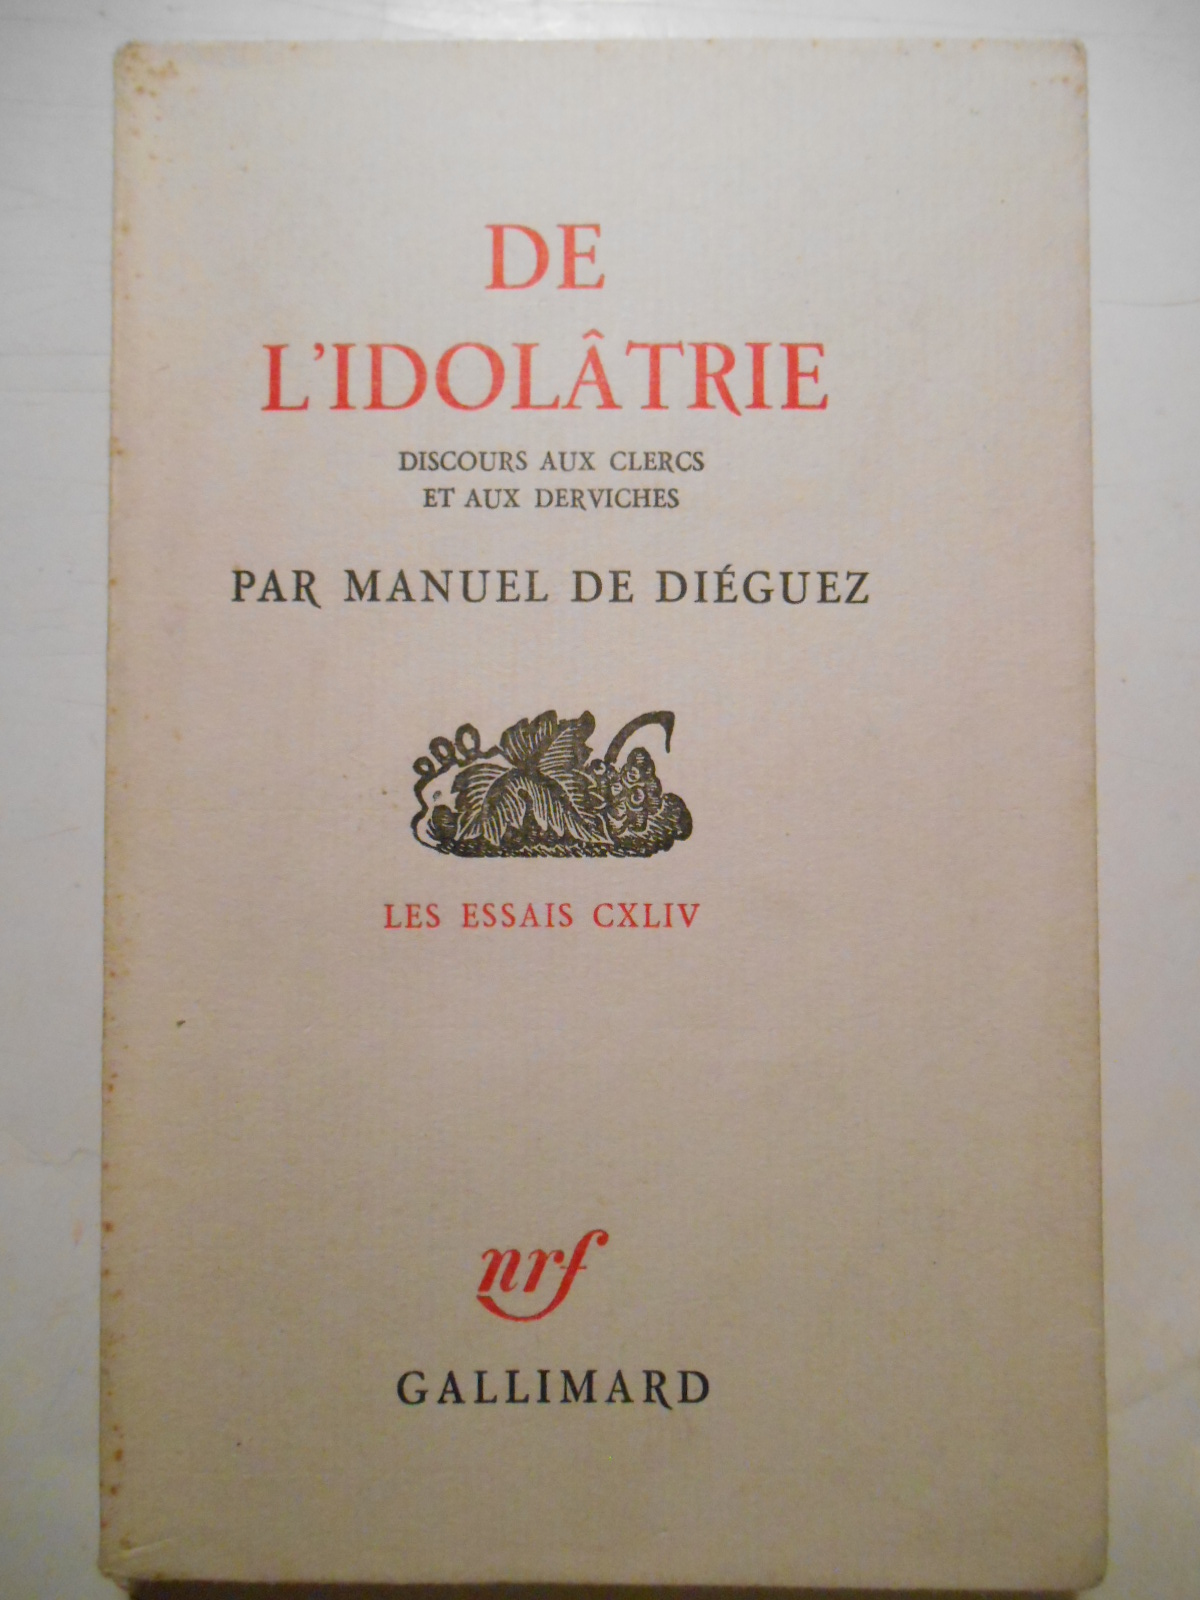 DE
L'IDOLÂTRIE
DISCOURS AUX CLERCS
ET AUX DERVICHES
PAR MANUEL DE DIÉGUEZ
LES ESSAIS CXLIV
nrf
GALLIMARD